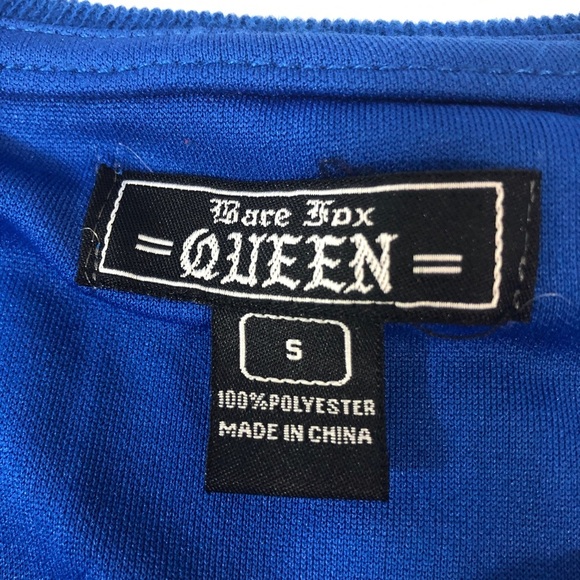 Bare Fox
=QUEEN=
S
100%POLYESTER
MADE IN CHINA